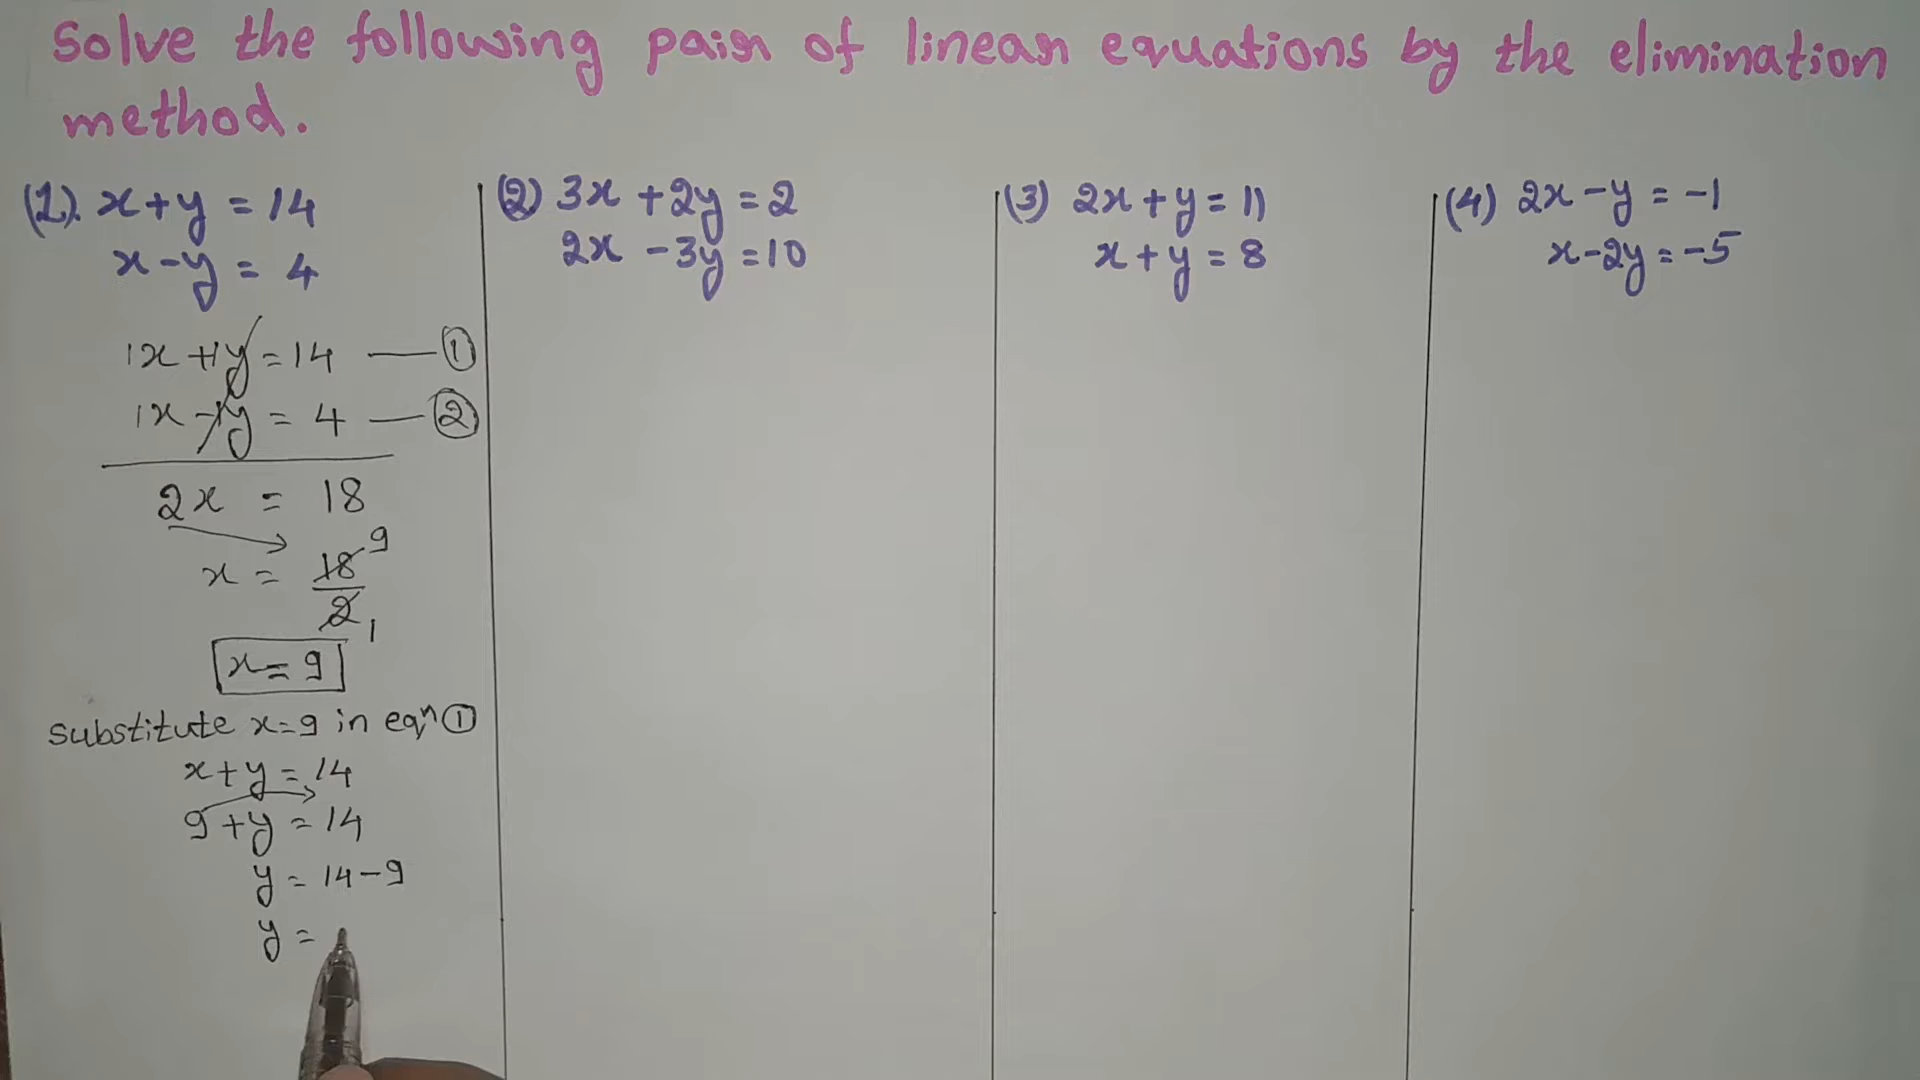 Solve the following pair of linear equations by the elimination
method.
(1). x+y=14
x-y=4
1x+1y=14 —①
1x-1y=4 —②
2x = 18
x = 18/2 9 1
x=9
substitute x=9 in eqⁿ①
x+y=14
9+y=14
y=14-9
y=
(2) 3x+2y=2
2x-3y=10
(3) 2x+y=11
x+y=8
(4) 2x-y=-1
x-2y=-5